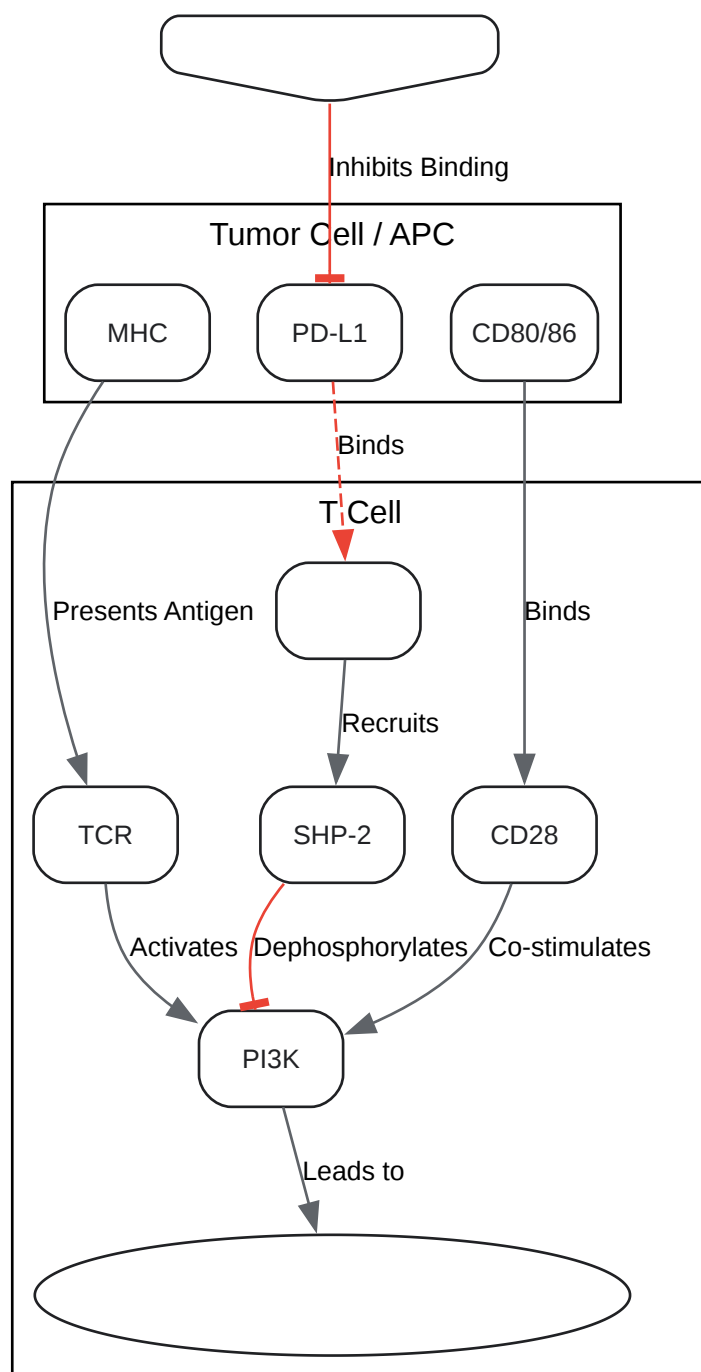 Inhibits Binding
Tumor Cell / APC
MHC
PD-L1
CD80/86
Binds
T Cell
Presents Antigen
Binds
Recruits
TCR
SHP-2
CD28
Activates
Dephosphorylates
Co-stimulates
PI3K
Leads to